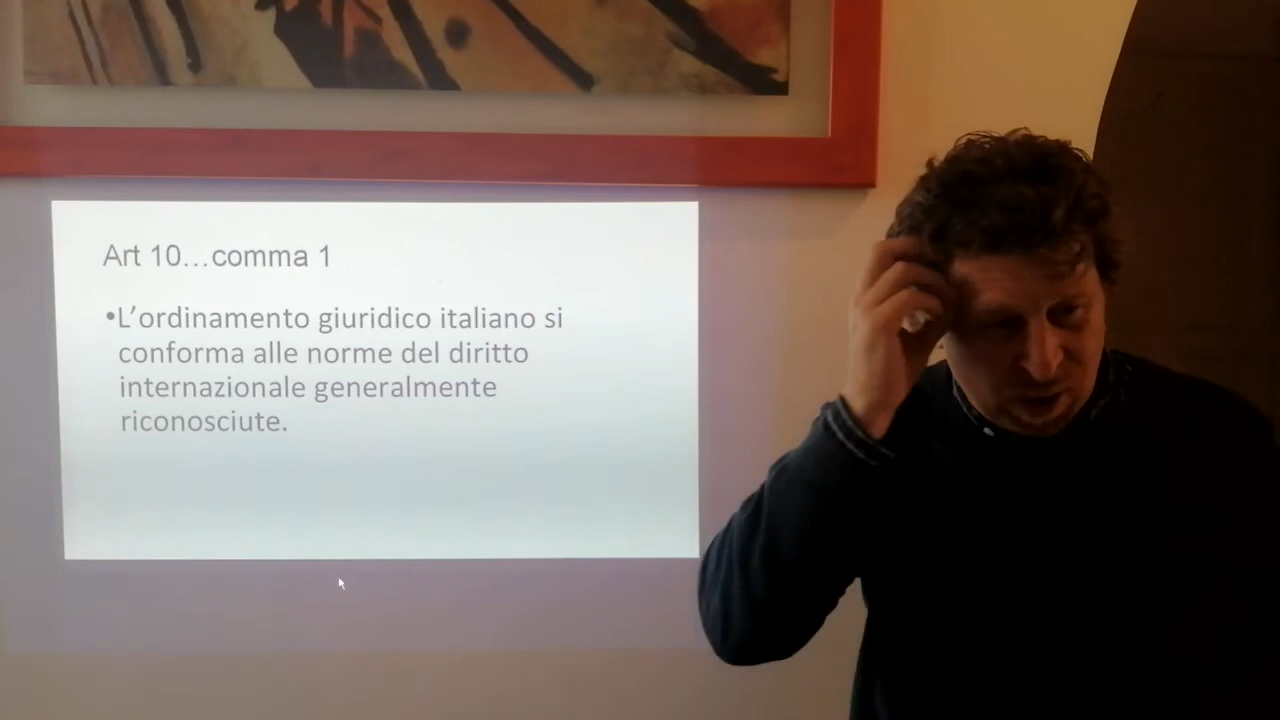 Art 10...comma 1
•L’ordinamento giuridico italiano si
conforma alle norme del diritto
internazionale generalmente
riconosciute.